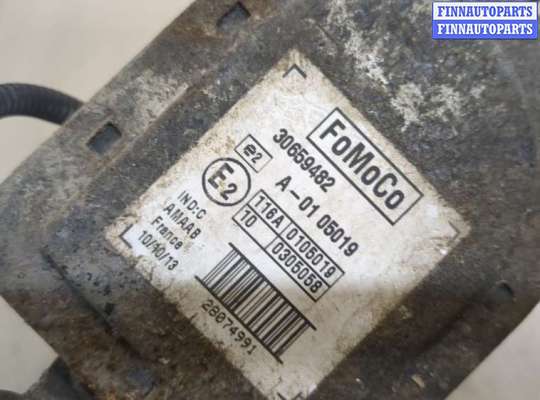 FINNAUTOPARTS
FINNAUTOPARTS
FoMoCo
30659482
A-01 05019
e2
E2
116A 0105019
10 0305058
IND:C
AMAAB
France
10/10/13
28074991